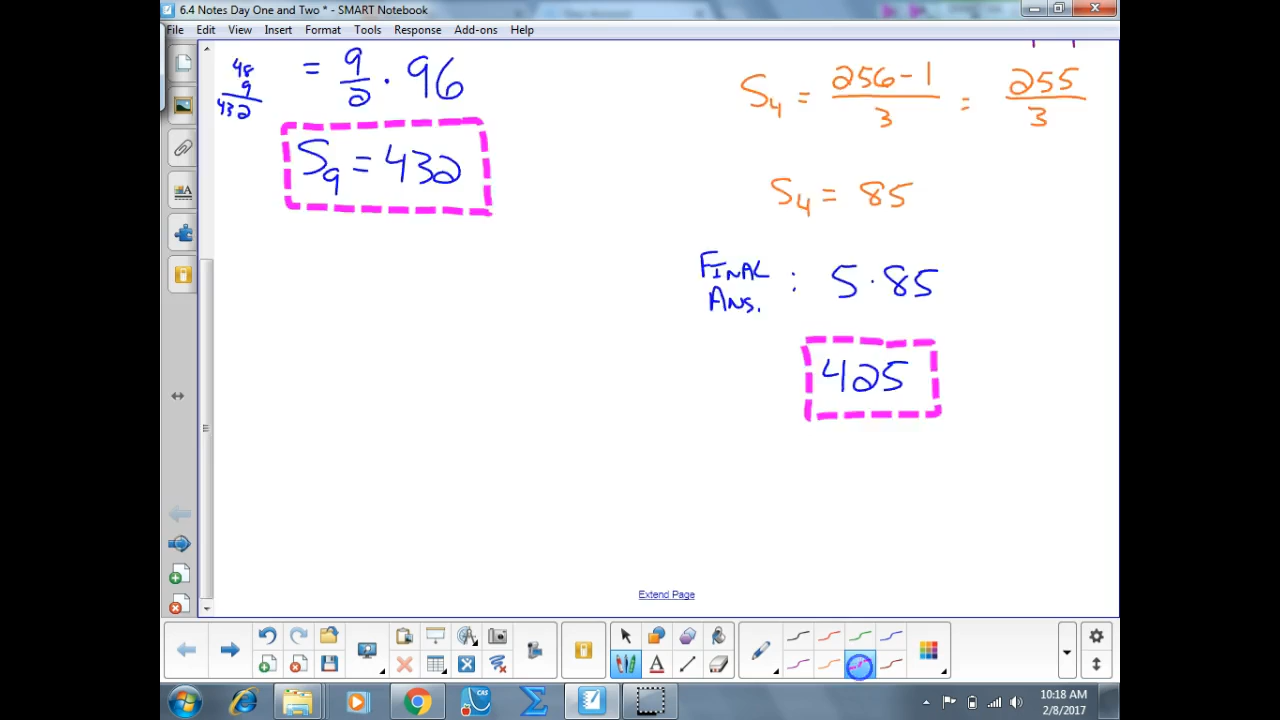 6.4 Notes Day One and Two * - SMART Notebook
File Edit View Insert Format Tools Response Add-ons Help
48
9
432
= 9/2 · 96
S9 = 432
S4 = 256-1/3 = 255/3
S4 = 85
FINAL ANS. : 5·85
425
Extend Page
10:18 AM
2/8/2017